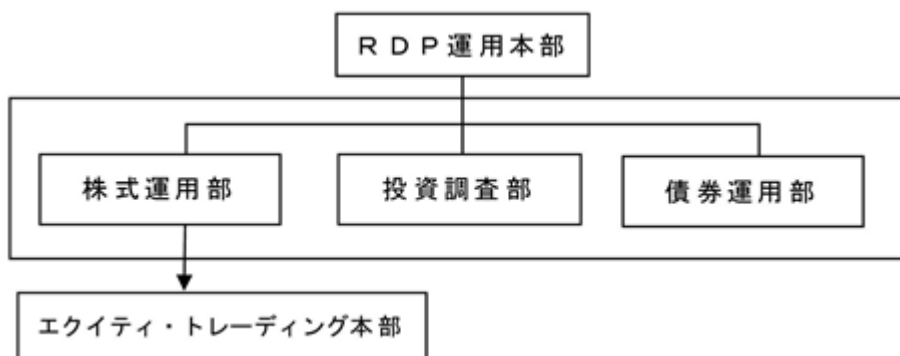 ＲＤＰ運用本部
株式運用部
投資調査部
債券運用部
エクイティ・トレーディング本部